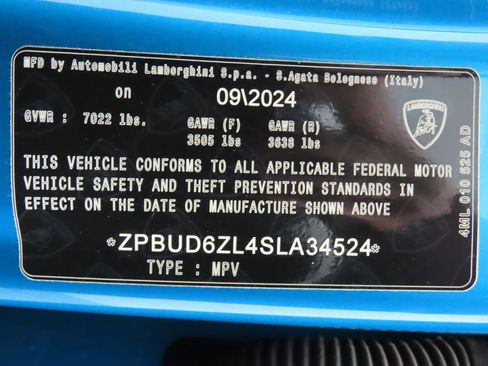 MFD by Automobili Lamborghini S.p.a. - S.Agata Bolognese (Italy)
on 09\2024
GVWR : 7022 lbs. GAWR (F) GAWR (R)
3505 lbs 3638 lbs
LAMBORGHINI
THIS VEHICLE CONFORMS TO ALL APPLICABLE FEDERAL MOTOR
VEHICLE SAFETY AND THEFT PREVENTION STANDARDS IN
EFFECT ON THE DATE OF MANUFACTURE SHOWN ABOVE
*ZPBUD6ZL4SLA34524*
TYPE : MPV
4ML 010 525 AD